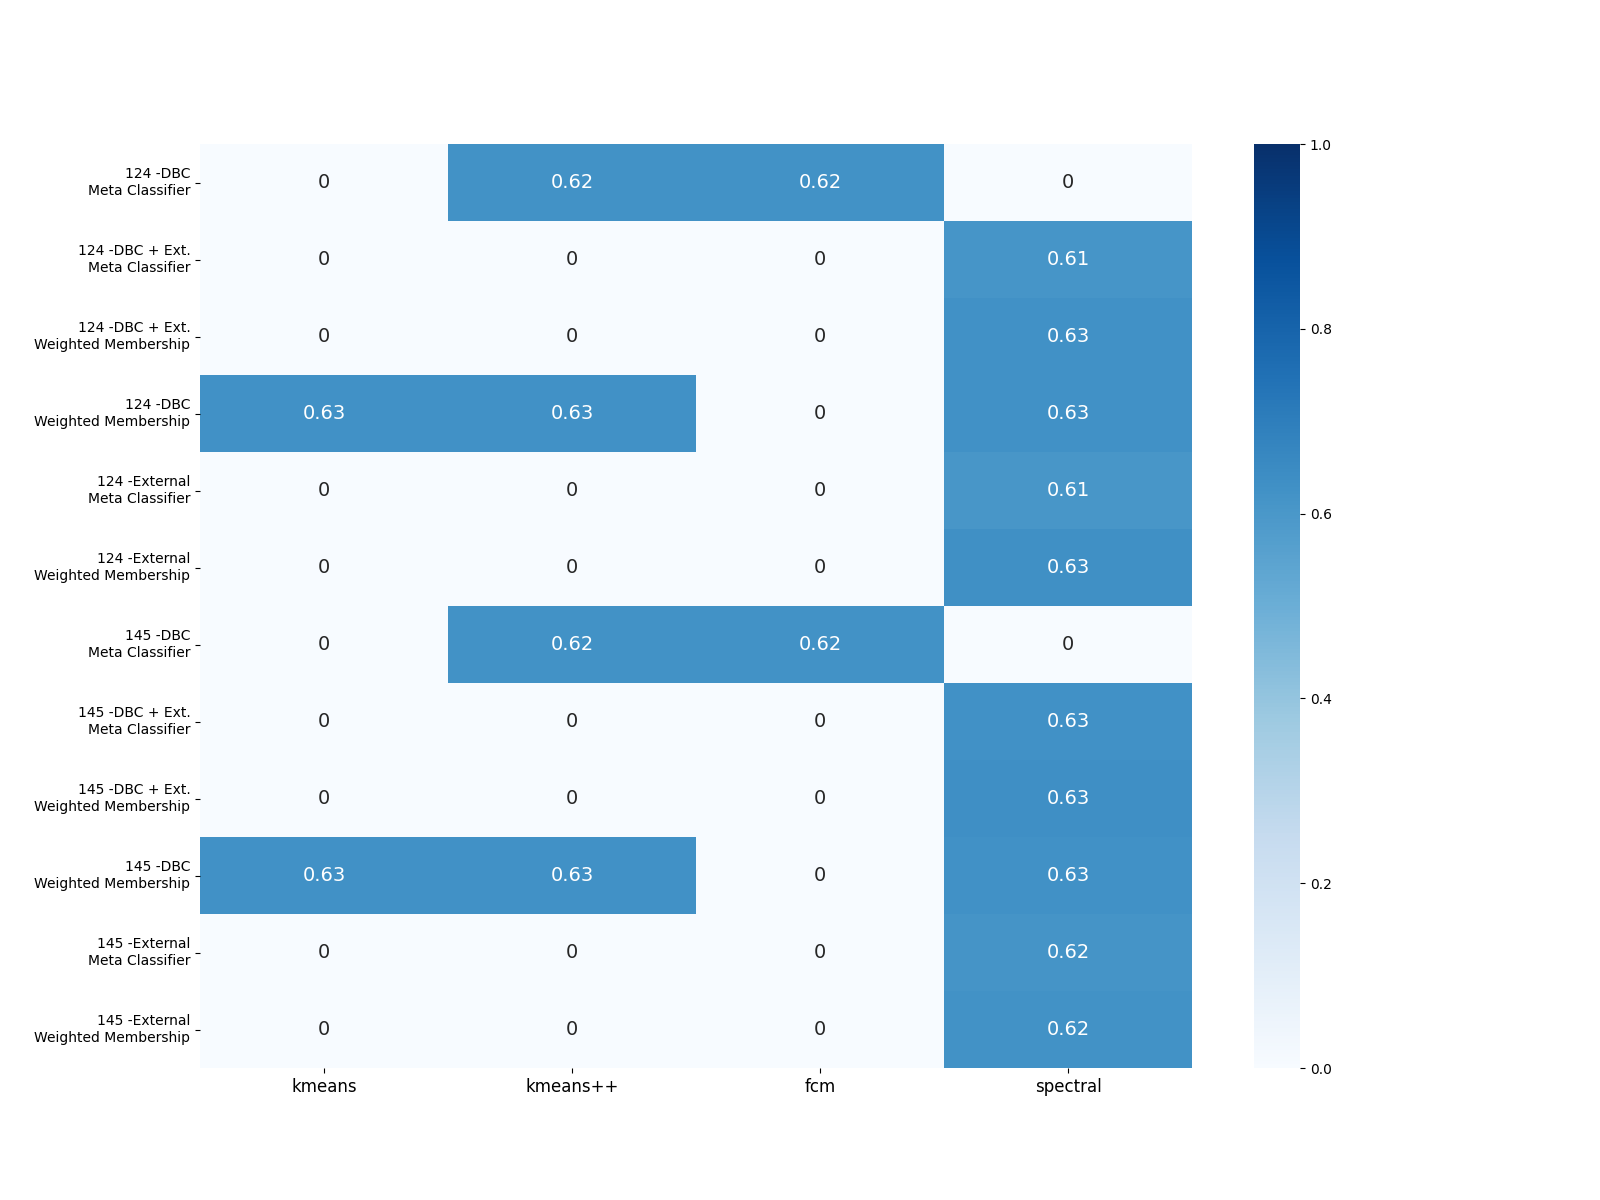 124 -DBC
Meta Classifier
0 0.62 0.62 0
124 -DBC + Ext.
Meta Classifier
0 0 0 0.61
124 -DBC + Ext.
Weighted Membership
0 0 0 0.63
124 -DBC
Weighted Membership
0.63 0.63 0 0.63
124 -External
Meta Classifier
0 0 0 0.61
124 -External
Weighted Membership
0 0 0 0.63
145 -DBC
Meta Classifier
0 0.62 0.62 0
145 -DBC + Ext.
Meta Classifier
0 0 0 0.63
145 -DBC + Ext.
Weighted Membership
0 0 0 0.63
145 -DBC
Weighted Membership
0.63 0.63 0 0.63
145 -External
Meta Classifier
0 0 0 0.62
145 -External
Weighted Membership
0 0 0 0.62
kmeans kmeans++ fcm spectral
1.0
0.8
0.6
0.4
0.2
0.0